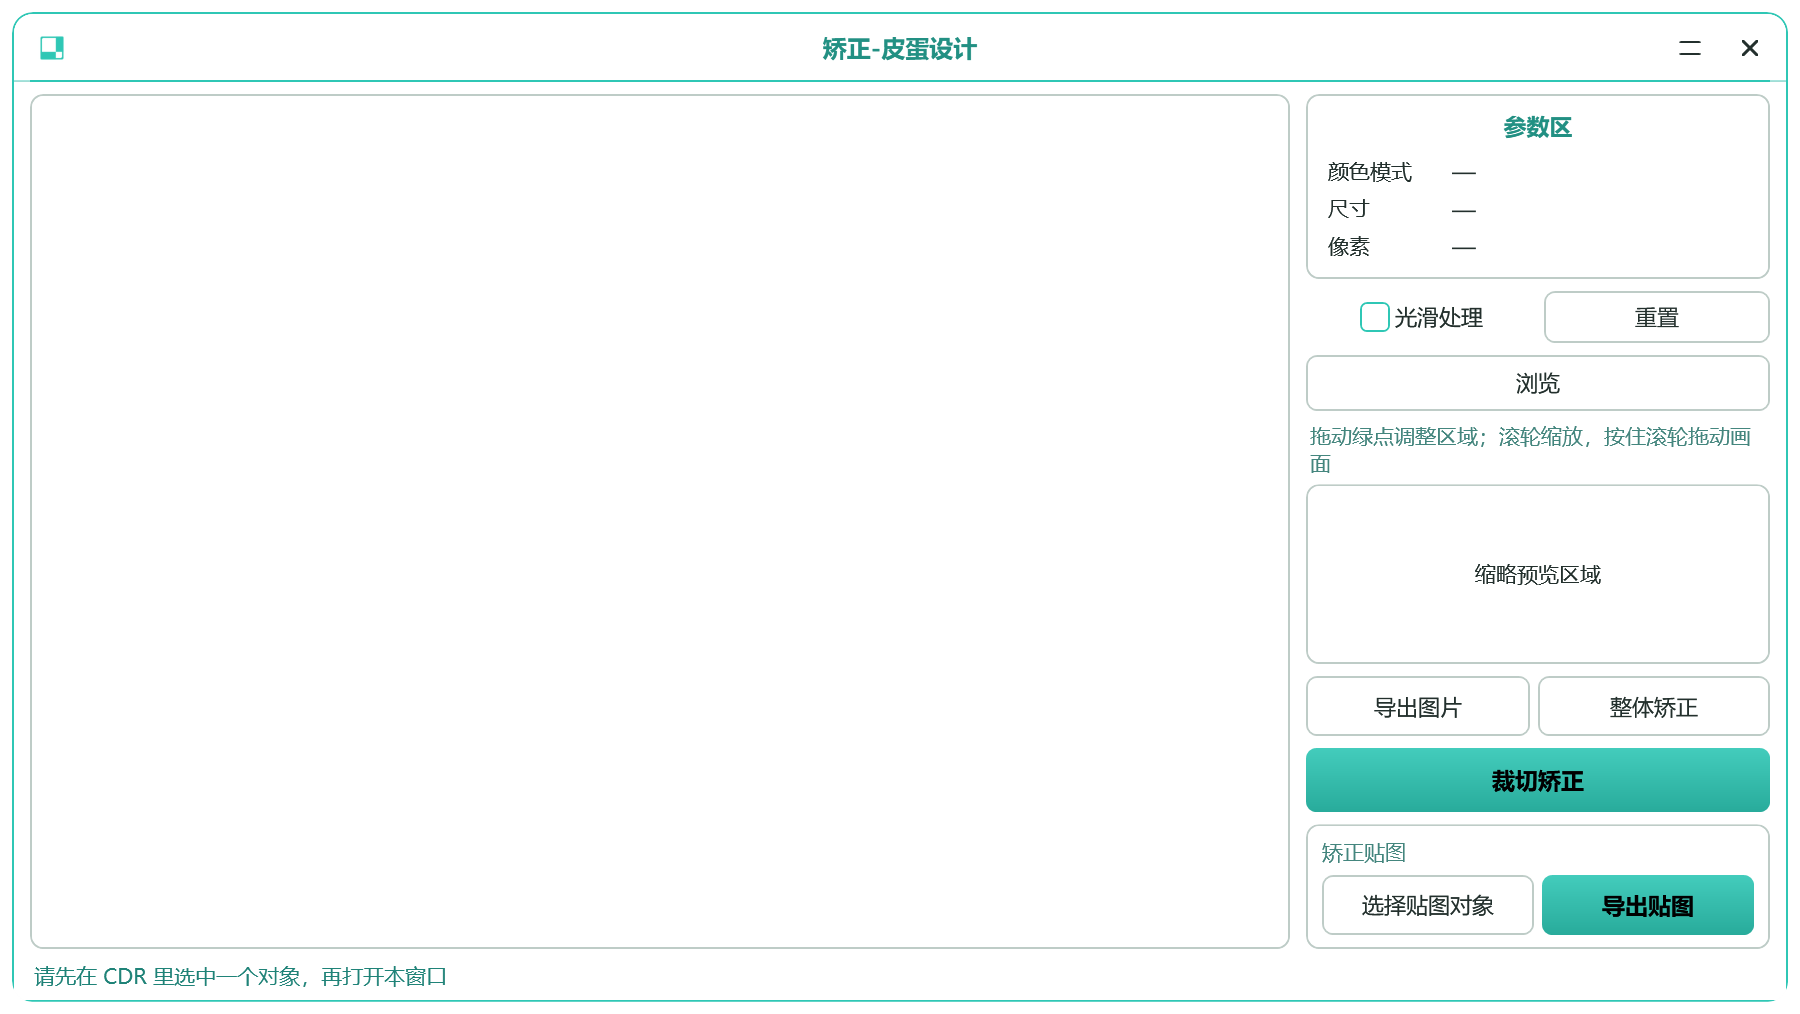 矫正-皮蛋设计
参数区
颜色模式 —
尺寸 —
像素 —
光滑处理
重置
浏览
拖动绿点调整区域；滚轮缩放，按住滚轮拖动画
面
缩略预览区域
导出图片
整体矫正
裁切矫正
矫正贴图
选择贴图对象
导出贴图
请先在 CDR 里选中一个对象，再打开本窗口